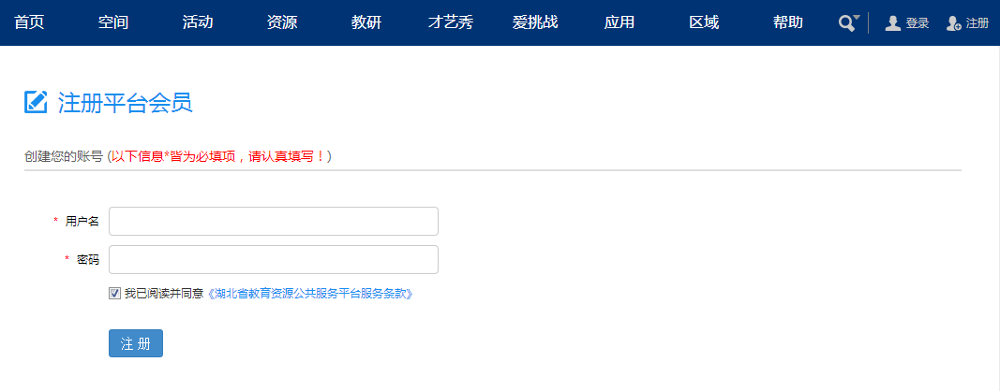 首页 空间 活动 资源 教研 才艺秀 爱挑战 应用 区域 帮助 登录 注册
注册平台会员
创建您的账号 (以下信息*皆为必填项，请认真填写！)
* 用户名
* 密码
我已阅读并同意《湖北省教育资源公共服务平台服务条款》
注 册